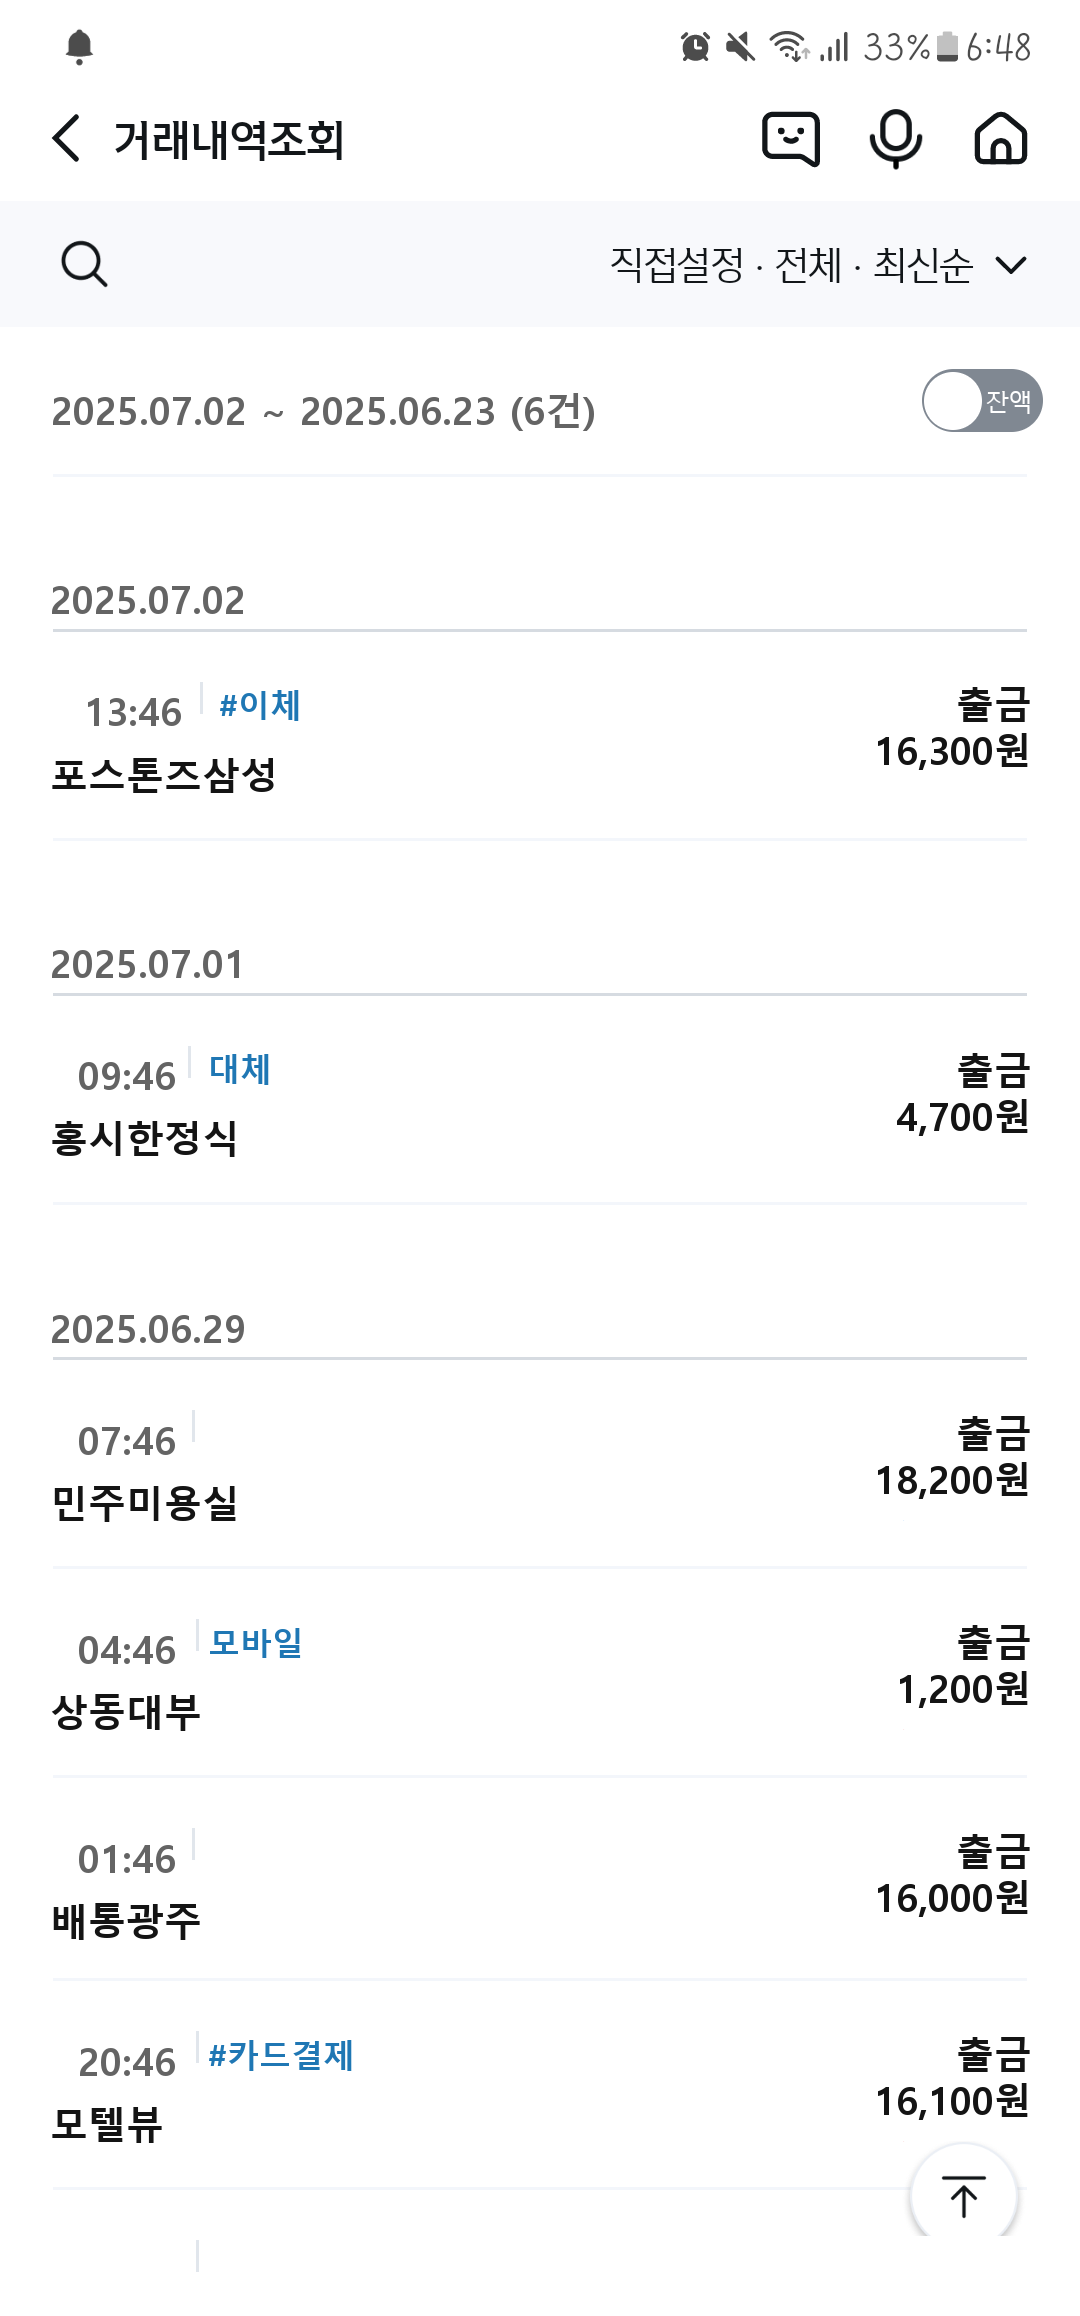 33% 6:48
거래내역조회
직접설정 · 전체 · 최신순
2025.07.02 ~ 2025.06.23 (6건)
잔액
2025.07.02
13:46 #이체
출금
16,300원
포스톤즈삼성
2025.07.01
09:46 대체
출금
4,700원
홍시한정식
2025.06.29
07:46
출금
18,200원
민주미용실
04:46 모바일
출금
1,200원
상동대부
01:46
출금
16,000원
배통광주
20:46 #카드결제
출금
16,100원
모텔뷰